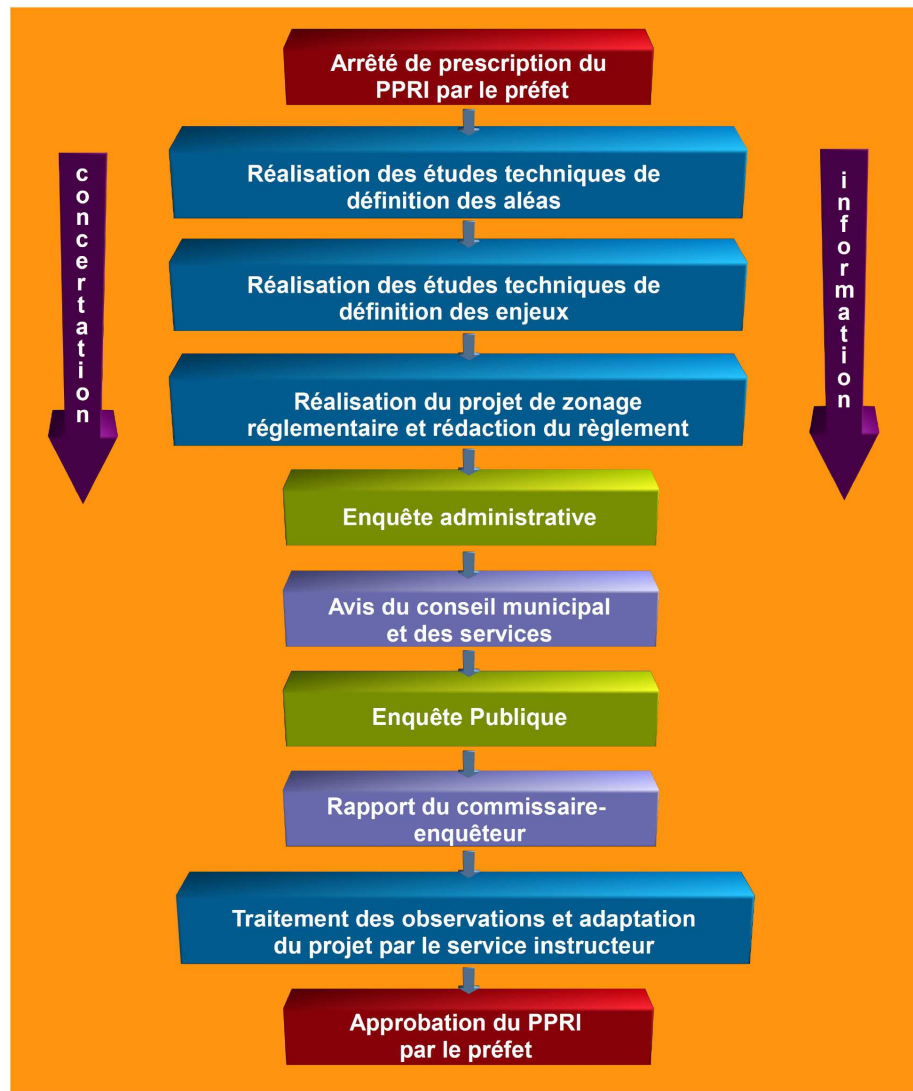 Arrêté de prescription du
PPRI par le préfet
concertation
information
Réalisation des études techniques de
définition des aléas
Réalisation des études techniques de
définition des enjeux
Réalisation du projet de zonage
réglementaire et rédaction du règlement
Enquête administrative
Avis du conseil municipal
et des services
Enquête Publique
Rapport du commissaire-
enquêteur
Traitement des observations et adaptation
du projet par le service instructeur
Approbation du PPRI
par le préfet